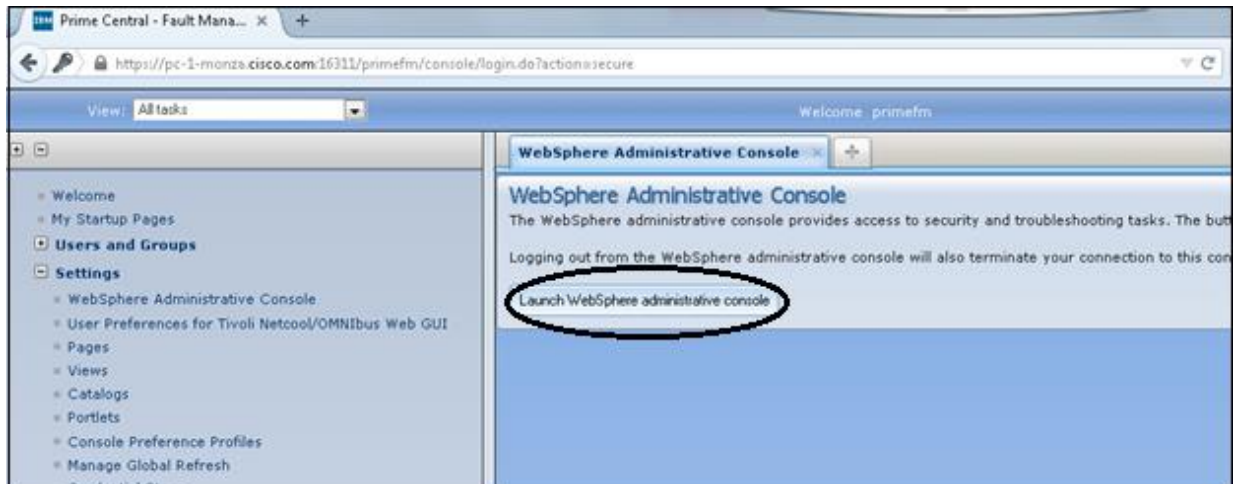 IBM Prime Central - Fault Mana... × +
https://pc-1-monza.cisco.com:16311/primefm/console/login.do?action=secure
View: All tasks
Welcome primefm
WebSphere Administrative Console
Welcome
My Startup Pages
Users and Groups
Settings
WebSphere Administrative Console
User Preferences for Tivoli Netcool/OMNIbus Web GUI
Pages
Views
Catalogs
Portlets
Console Preference Profiles
Manage Global Refresh
WebSphere Administrative Console
The WebSphere administrative console provides access to security and troubleshooting tasks. The butt
Logging out from the WebSphere administrative console will also terminate your connection to this con
Launch WebSphere administrative console